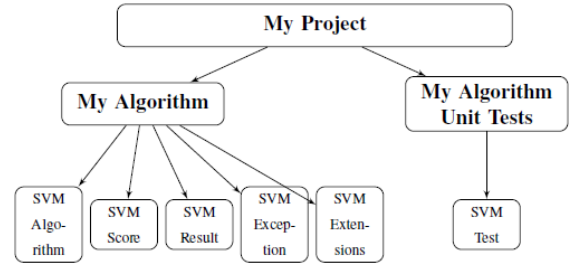 My Project
My Algorithm
My Algorithm
Unit Tests
SVM
Algo-
rithm
SVM
Score
SVM
Result
SVM
Excep-
tion
SVM
Exten-
sions
SVM
Test